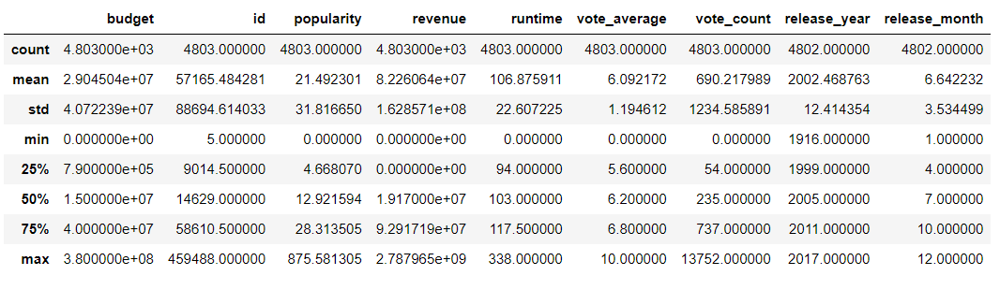 budget id popularity revenue runtime vote_average vote_count release_year release_month
count 4.803000e+03 4803.000000 4803.000000 4.803000e+03 4803.000000 4803.000000 4803.000000 4802.000000 4802.000000
mean 2.904504e+07 57165.484281 21.492301 8.226064e+07 106.875911 6.092172 690.217989 2002.468763 6.642232
std 4.072239e+07 88694.614033 31.816650 1.628571e+08 22.607225 1.194612 1234.585891 12.414354 3.534499
min 0.000000e+00 5.000000 0.000000 0.000000e+00 0.000000 0.000000 0.000000 1916.000000 1.000000
25% 7.900000e+05 9014.500000 4.668070 0.000000e+00 94.000000 5.600000 54.000000 1999.000000 4.000000
50% 1.500000e+07 14629.000000 12.921594 1.917000e+07 103.000000 6.200000 235.000000 2005.000000 7.000000
75% 4.000000e+07 58610.500000 28.313505 9.291719e+07 117.500000 6.800000 737.000000 2011.000000 10.000000
max 3.800000e+08 459488.000000 875.581305 2.787965e+09 338.000000 10.000000 13752.000000 2017.000000 12.000000